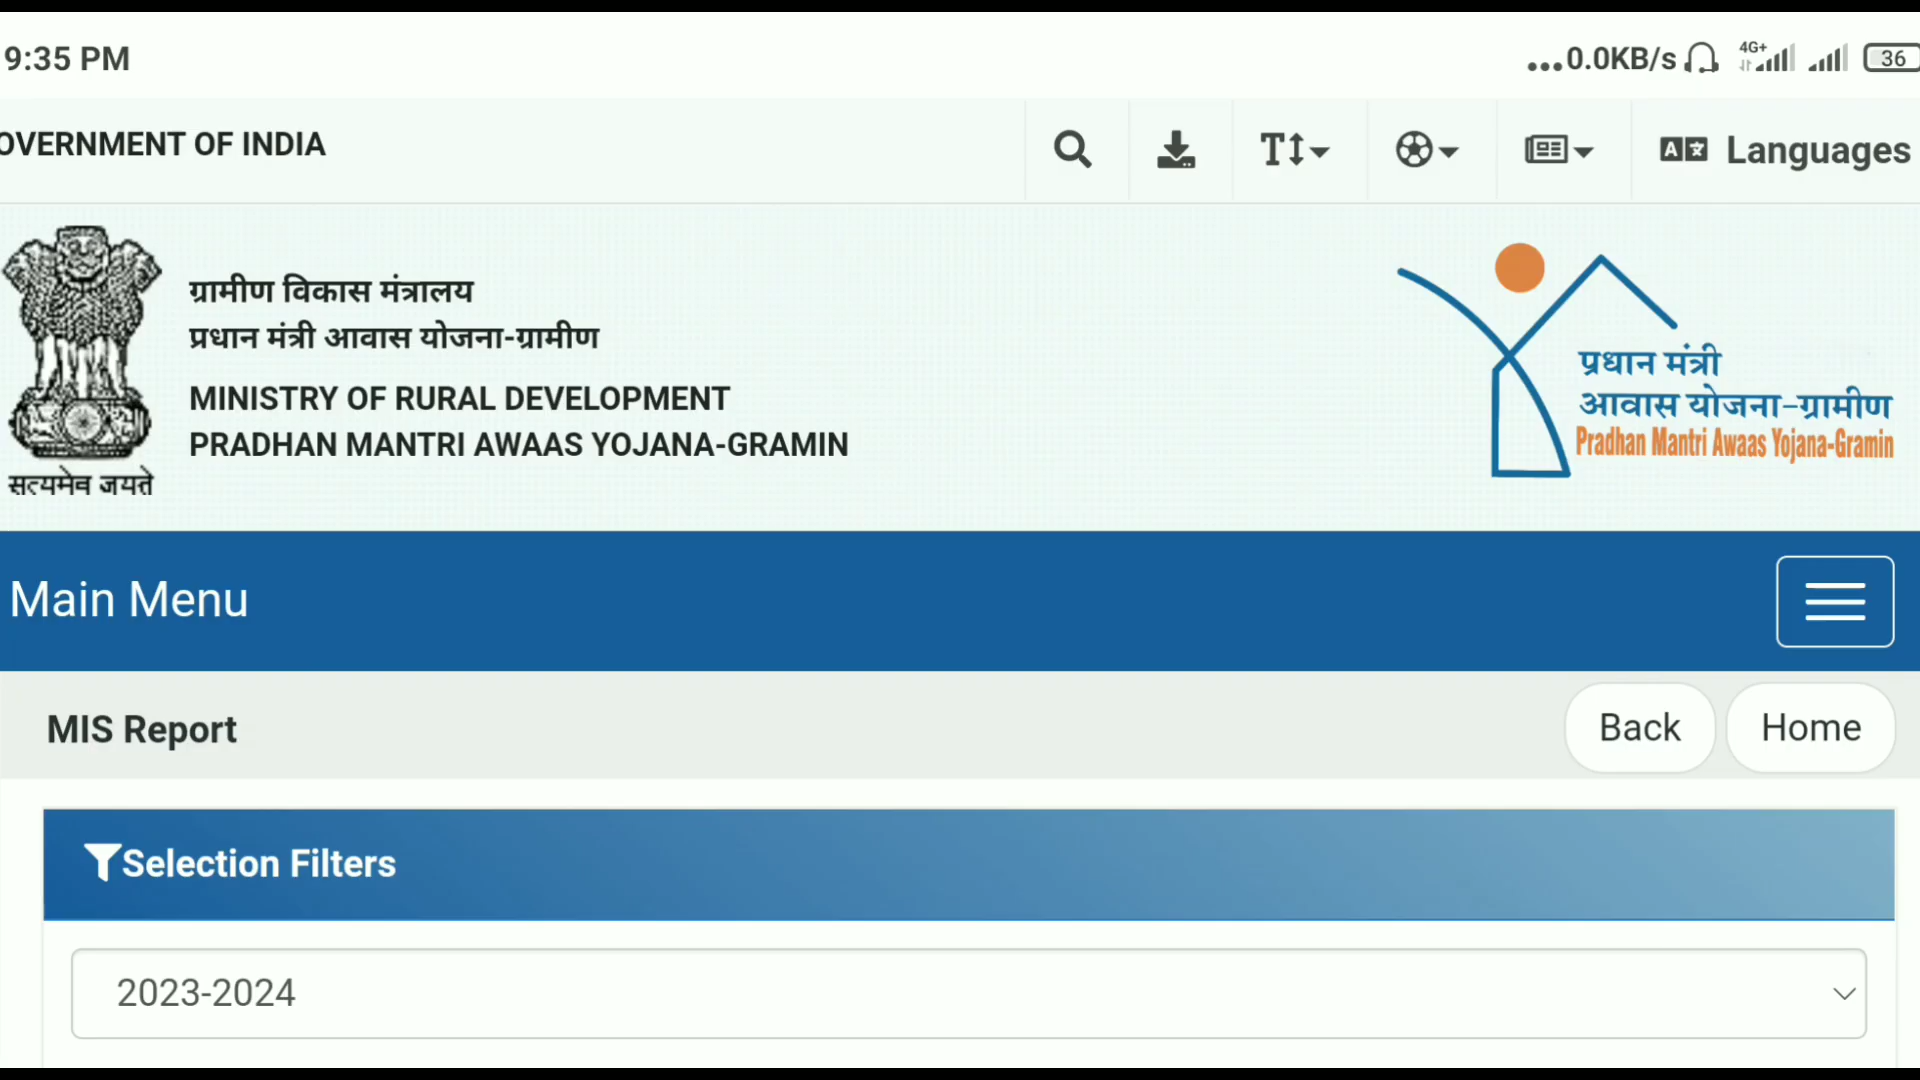 9:35 PM
...0.0KB/s 4G+ 36
OVERNMENT OF INDIA
Languages
ग्रामीण विकास मंत्रालय
प्रधान मंत्री आवास योजना-ग्रामीण
MINISTRY OF RURAL DEVELOPMENT
PRADHAN MANTRI AWAAS YOJANA-GRAMIN
सत्यमेव जयते
प्रधान मंत्री
आवास योजना-ग्रामीण
Pradhan Mantri Awaas Yojana-Gramin
Main Menu
MIS Report
Back
Home
Selection Filters
2023-2024